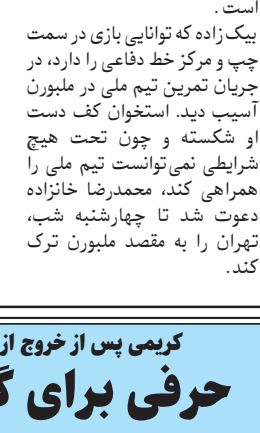 است .
بیک زاده که توانایی بازی در سمت
چپ و مرکز خط دفاعی را دارد، در
جریان تمرین تیم ملی در ملبورن
آسیب دید. استخوان کف دست
او شکسته و چون تحت هیچ
شرایطی نمی‌توانست تیم ملی را
همراهی کند، محمدرضا خانزاده
دعوت شد تا چهارشنبه شب،
تهران را به مقصد ملبورن ترک
کند.
کریمی پس از خروج از
حرفی برای